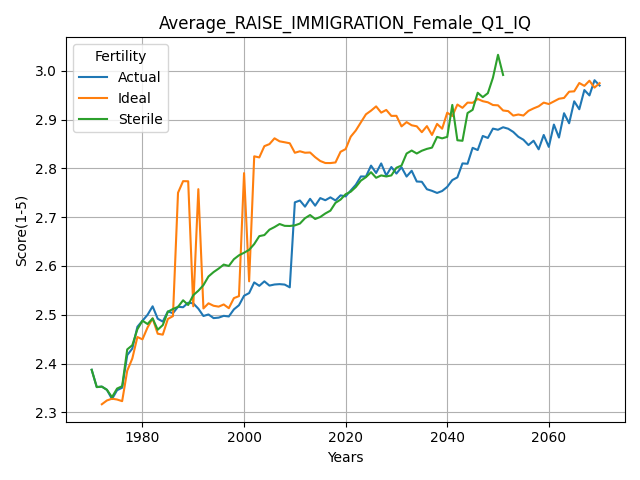 Average_RAISE_IMMIGRATION_Female_Q1_IQ
Fertility
Actual
Ideal
Sterile
Score(1-5)
3.0
2.9
2.8
2.7
2.6
2.5
2.4
2.3
1980 2000 2020 2040 2060
Years